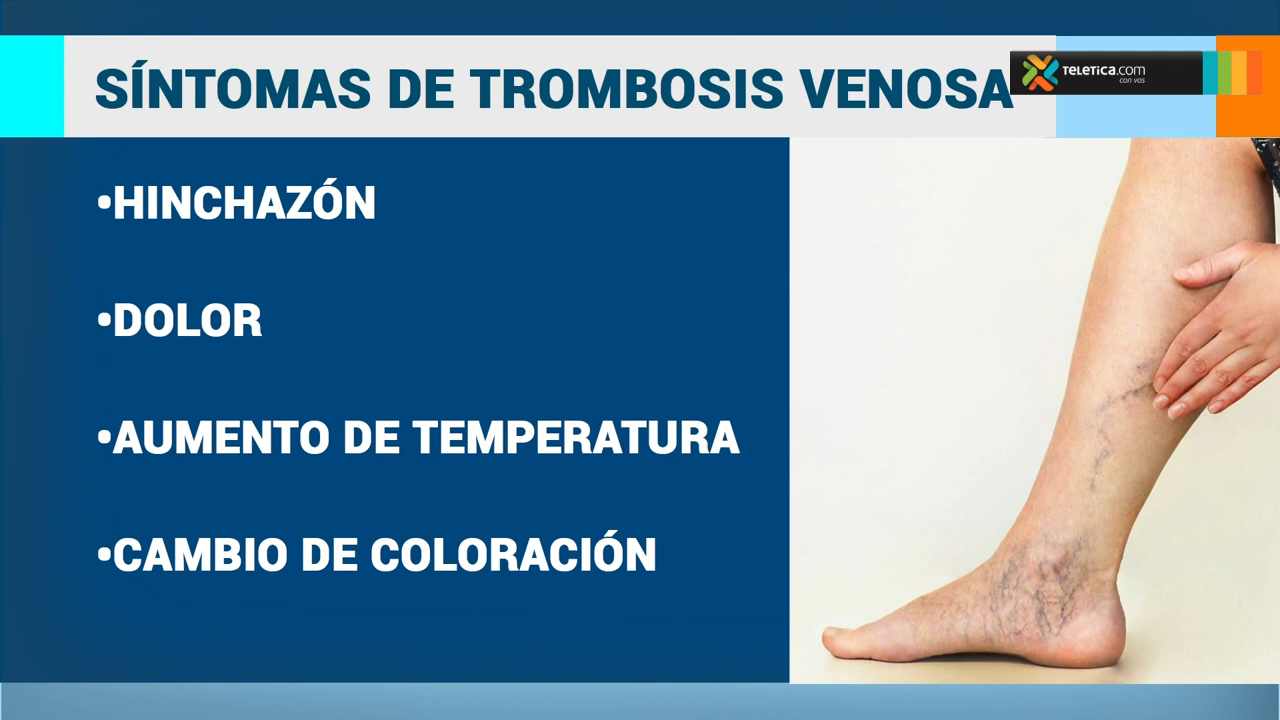 SÍNTOMAS DE TROMBOSIS VENOSA
TELETICA.COM
con vos
•HINCHAZÓN
•DOLOR
•AUMENTO DE TEMPERATURA
•CAMBIO DE COLORACIÓN